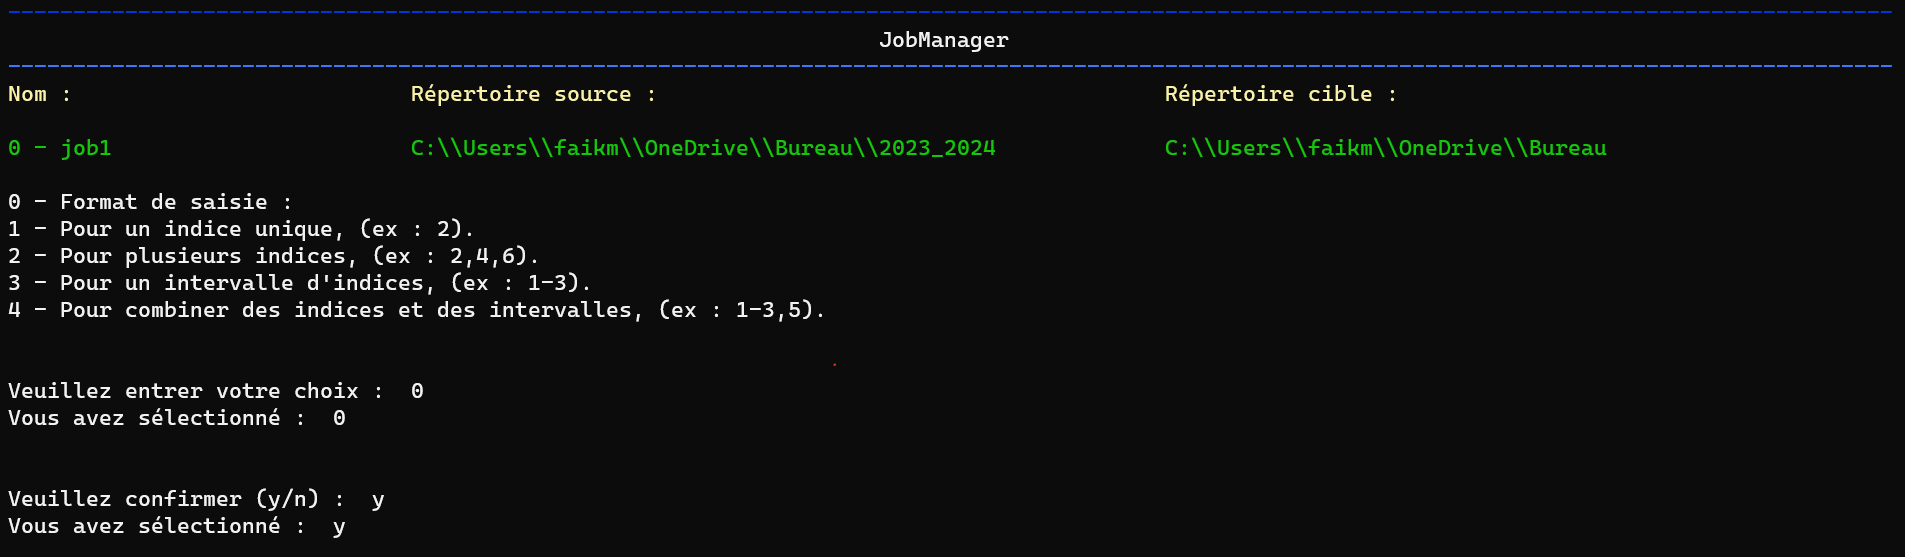 JobManager
Nom : Répertoire source : Répertoire cible :
0 - job1 C:\\Users\\faikm\\OneDrive\\Bureau\\2023_2024 C:\\Users\\faikm\\OneDrive\\Bureau
0 - Format de saisie :
1 - Pour un indice unique, (ex : 2).
2 - Pour plusieurs indices, (ex : 2,4,6).
3 - Pour un intervalle d'indices, (ex : 1-3).
4 - Pour combiner des indices et des intervalles, (ex : 1-3,5).
Veuillez entrer votre choix : 0
Vous avez sélectionné : 0
Veuillez confirmer (y/n) : y
Vous avez sélectionné : y